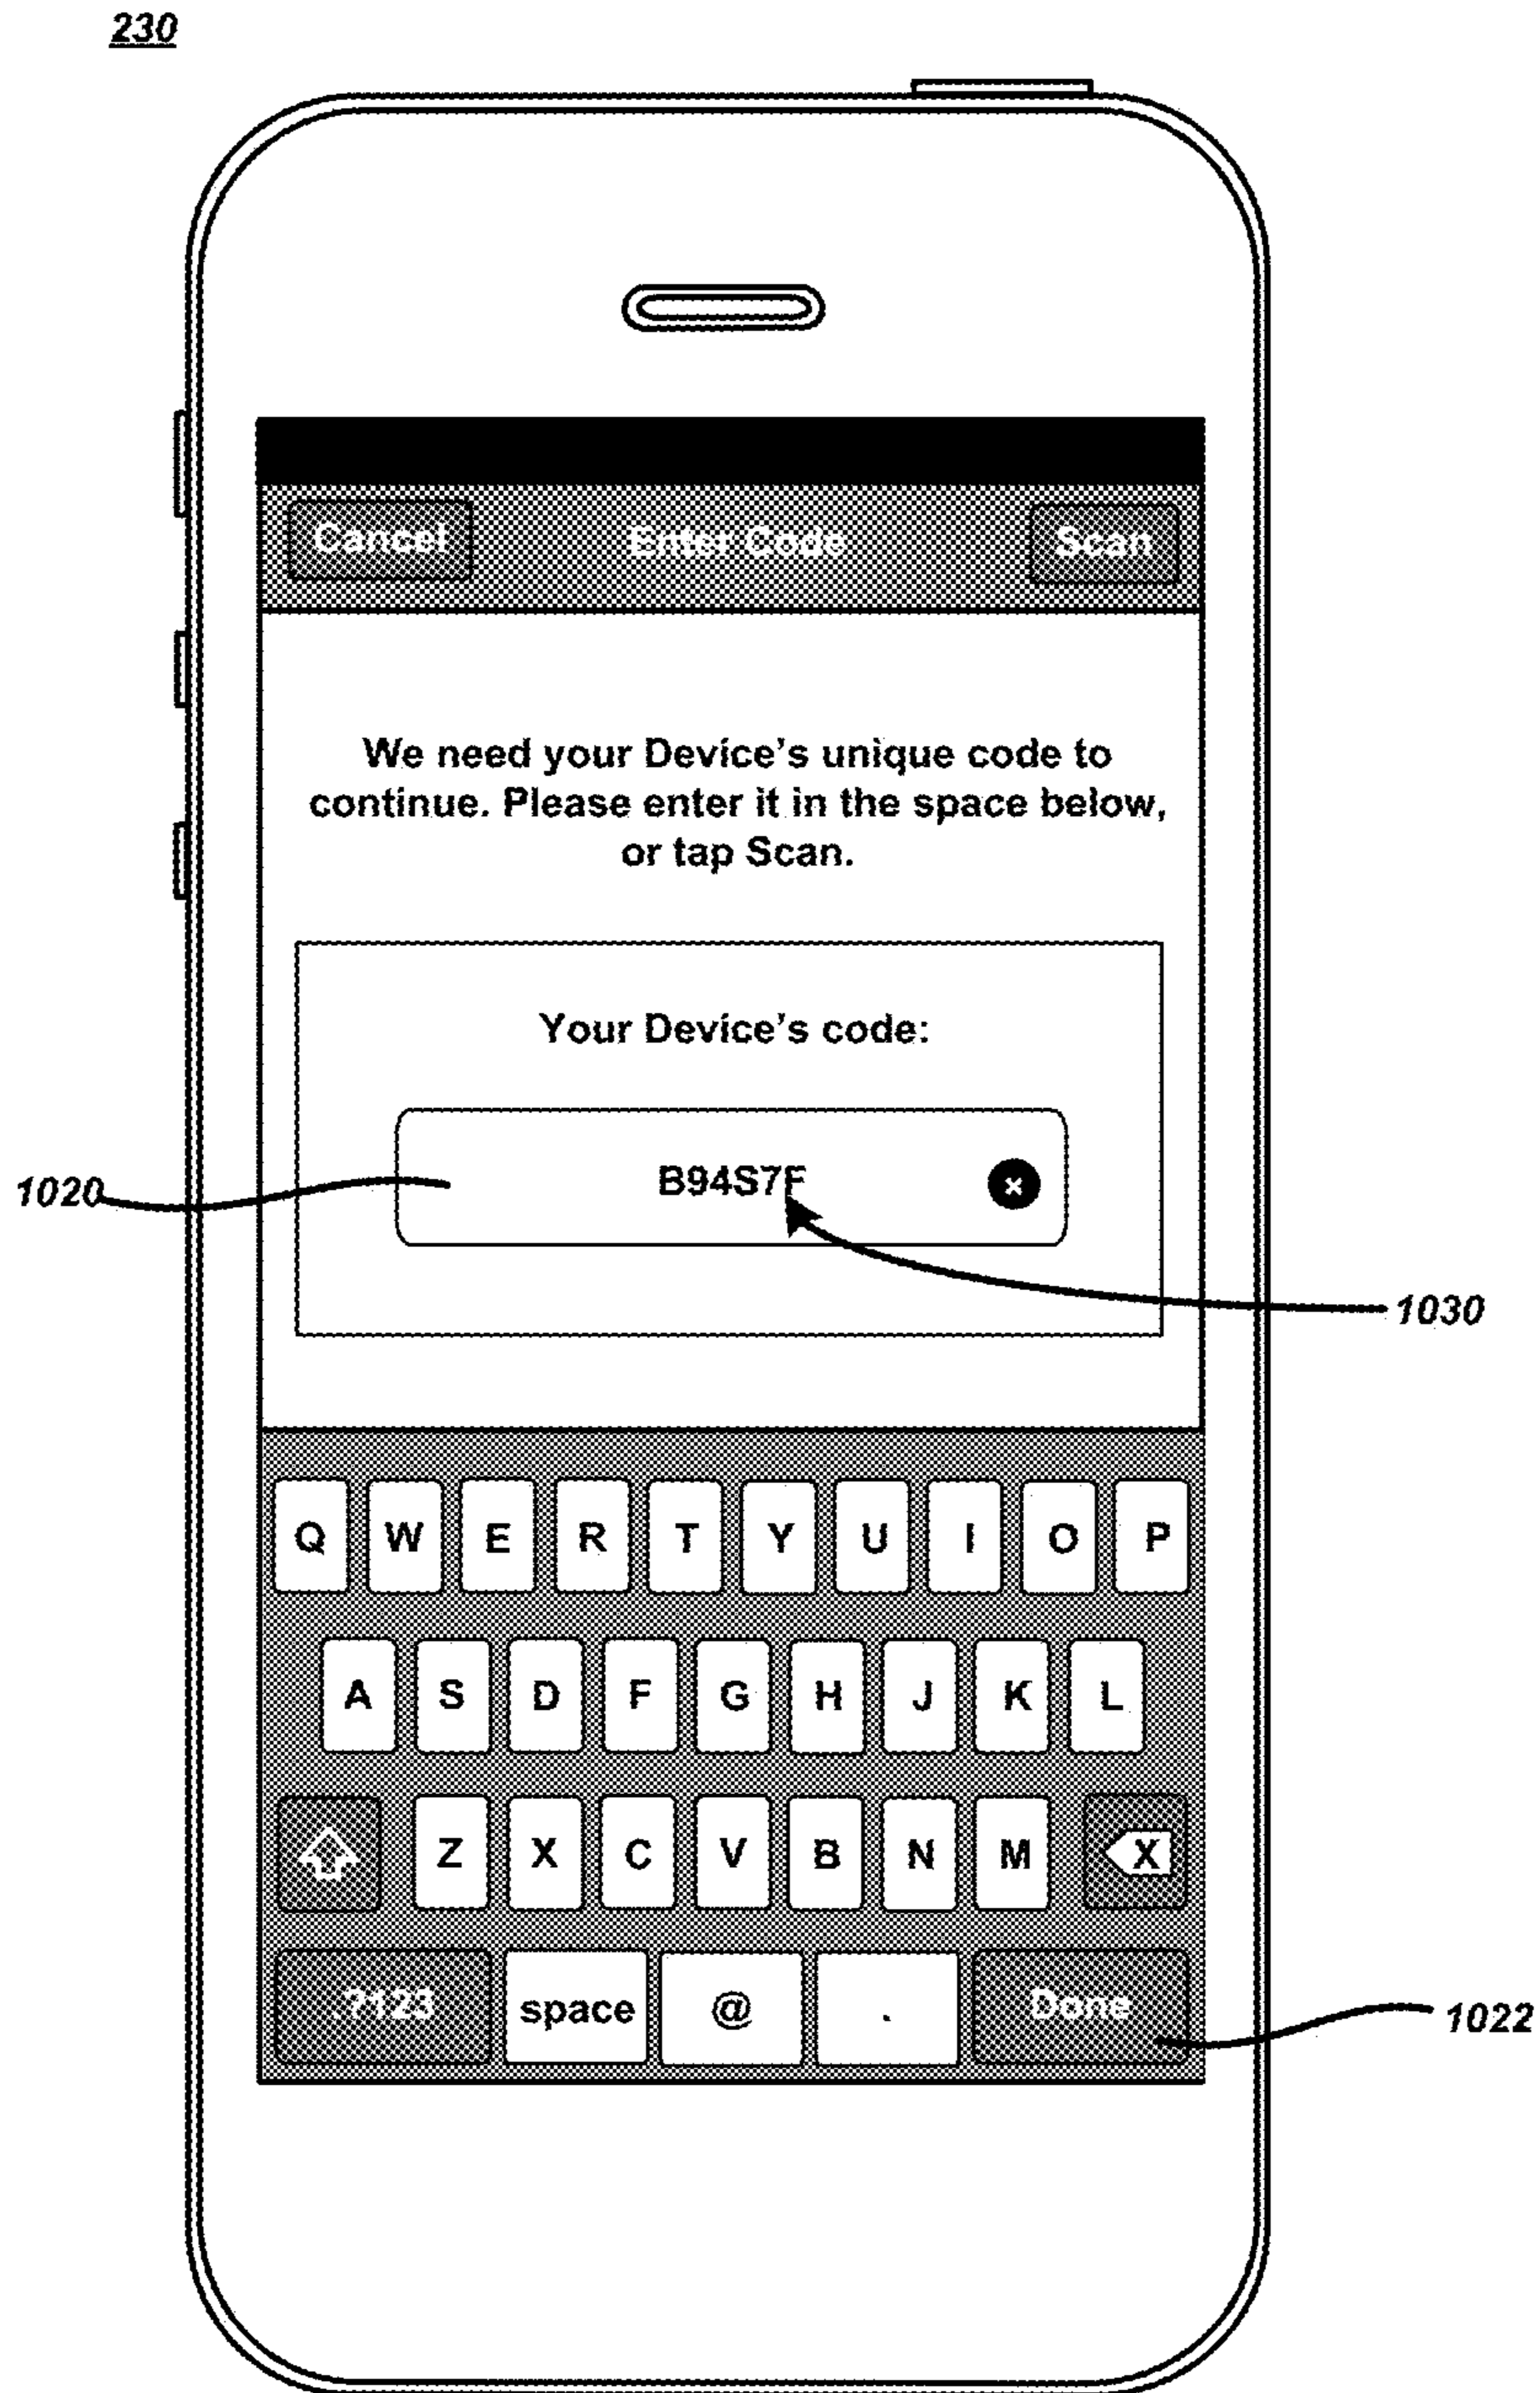 230
Cancel Enter Code Scan
We need your Device's unique code to
continue. Please enter it in the space below,
or tap Scan.
Your Device's code:
1020 B94S7F ×
1030
Q W E R T Y U I O P
A S D F G H J K L
Z X C V B N M X
.?123 space @ . Done
1022